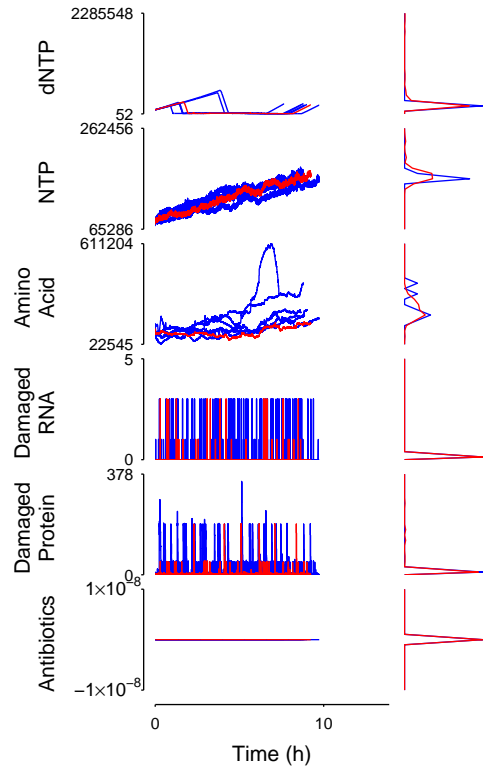 2285548
dNTP
52
262456
NTP
65286
611204
Amino
Acid
22545
5
Damaged
RNA
0
378
Damaged
Protein
0
1×10⁻⁸
Antibiotics
−1×10⁻⁸
0 10
Time (h)